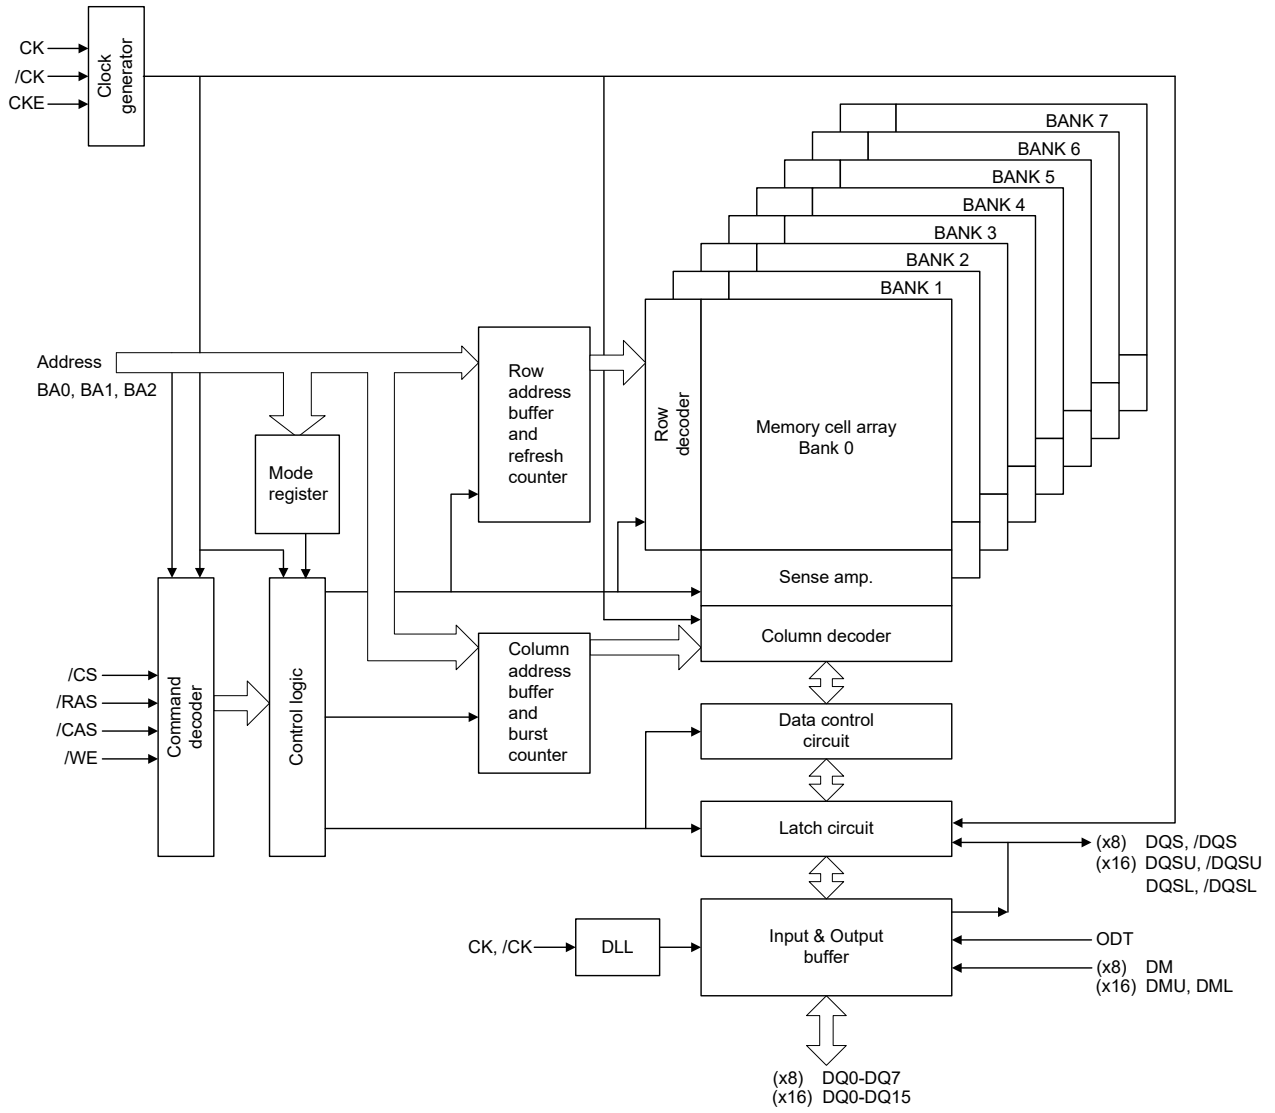 CK
/CK
CKE
Clock
generator
BANK 7
BANK 6
BANK 5
BANK 4
BANK 3
BANK 2
BANK 1
Address
BA0, BA1, BA2
Row
address
buffer
and
refresh
counter
Row
decoder
Memory cell array
Bank 0
Mode
register
Sense amp.
Column decoder
/CS
/RAS
/CAS
/WE
Command
decoder
Control logic
Column
address
buffer
and
burst
counter
Data control
circuit
Latch circuit
(x8) DQS, /DQS
(x16) DQSU, /DQSU
DQSL, /DQSL
CK, /CK
DLL
Input & Output
buffer
ODT
(x8) DM
(x16) DMU, DML
(x8) DQ0-DQ7
(x16) DQ0-DQ15